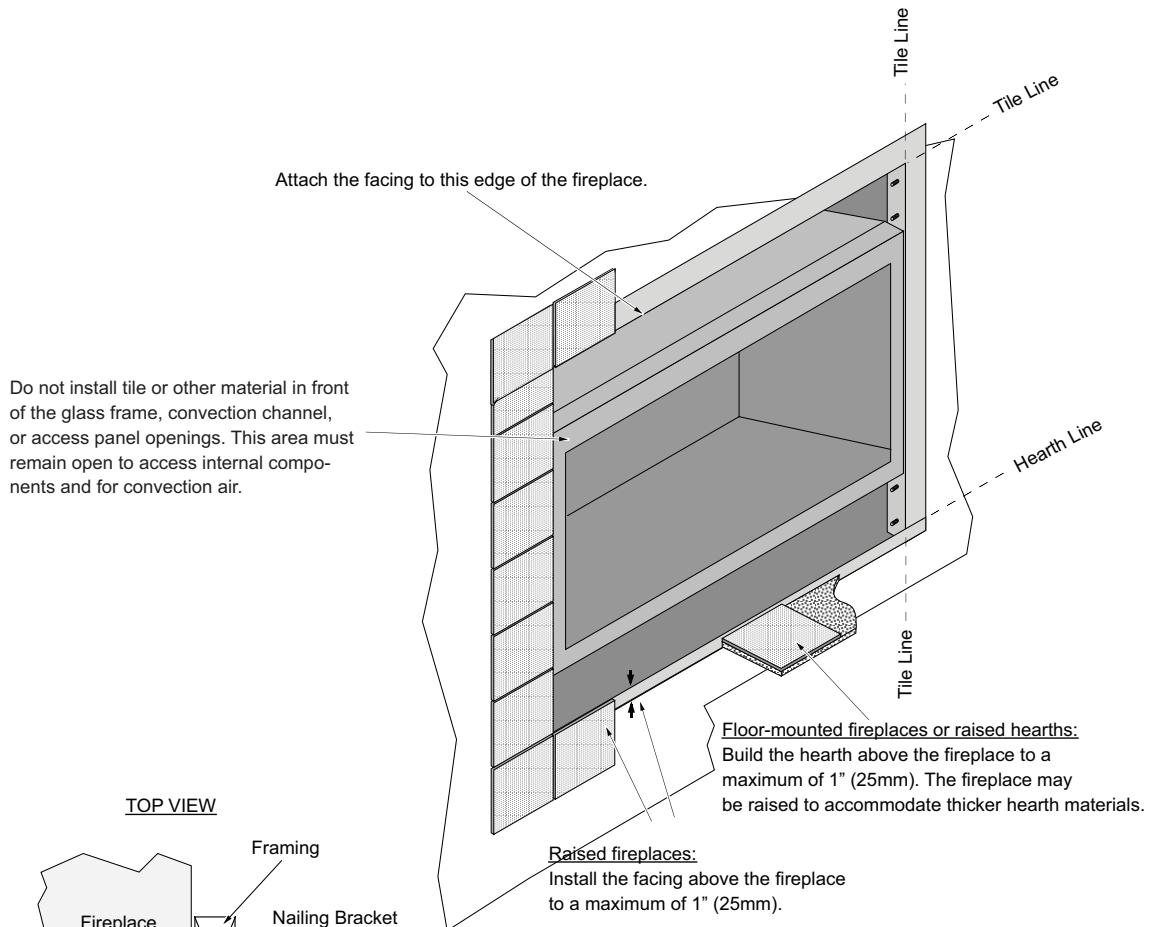 Tile Line
Tile Line
Attach the facing to this edge of the fireplace.
Do not install tile or other material in front
of the glass frame, convection channel,
or access panel openings. This area must
remain open to access internal compo-
nents and for convection air.
Hearth Line
Tile Line
Floor-mounted fireplaces or raised hearths:
Build the hearth above the fireplace to a
maximum of 1” (25mm). The fireplace may
be raised to accommodate thicker hearth materials.
Raised fireplaces:
Install the facing above the fireplace
to a maximum of 1” (25mm).
TOP VIEW
Framing
Nailing Bracket
Fireplace